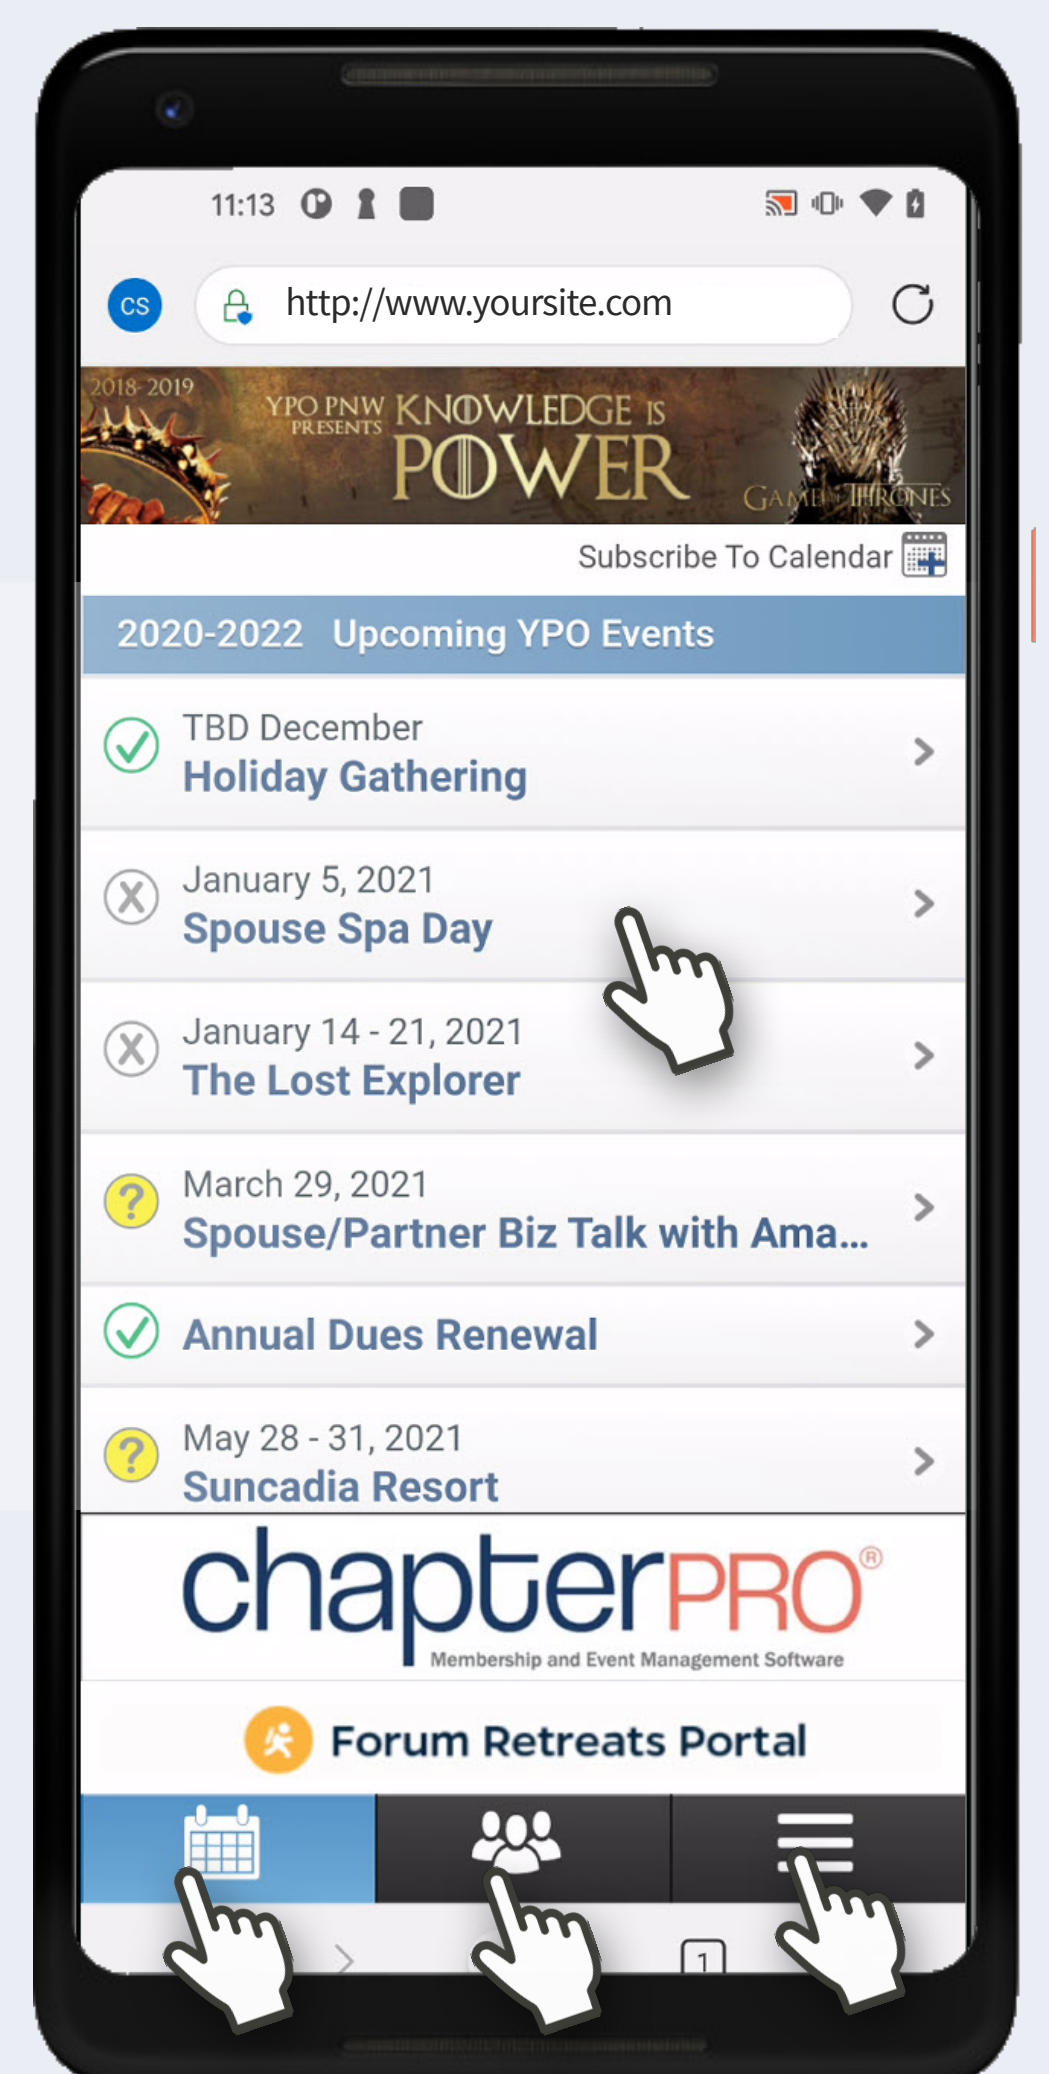 11:13
CS
http://www.yoursite.com
2018-2019
YPO PNW
PRESENTS
KNOWLEDGE IS
POWER
GAME OF THRONES
Subscribe To Calendar
2020-2022 Upcoming YPO Events
TBD December
Holiday Gathering
X
January 5, 2021
Spouse Spa Day
X
January 14 - 21, 2021
The Lost Explorer
?
March 29, 2021
Spouse/Partner Biz Talk with Ama...
Annual Dues Renewal
?
May 28 - 31, 2021
Suncadia Resort
chapterPRO®
Membership and Event Management Software
Forum Retreats Portal
1